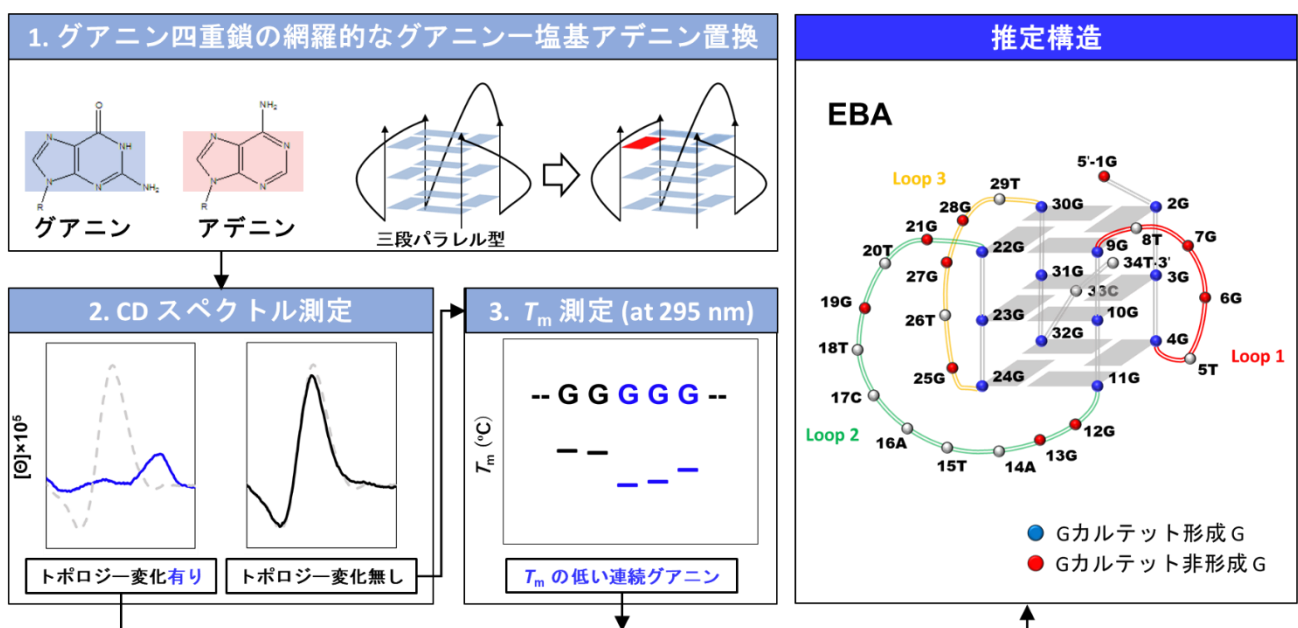 1. グアニン四重鎖の網羅的なグアニン一塩基アデニン置換
O
N
N
NH
N
N
NH₂
R
グアニン
NH₂
N
N
N
N
R
アデニン
三段パラレル型
2. CD スペクトル測定
[Θ]×10⁵
トポロジー変化有り
トポロジー変化無し
3. Tm 測定 (at 295 nm)
-- G G G G G --
Tm (°C)
Tm の低い連続グアニン
推定構造
EBA
5'-1G
Loop 3
29T
28G
30G
2G
21G
8T
7G
20T
22G
9G
34T-3'
27G
31G
3G
19G
33C
6G
26T
23G
10G
18T
32G
4G
Loop 1
5T
25G
24G
11G
17C
Loop 2
16A
12G
15T
14A
13G
Gカルテット形成 G
Gカルテット非形成 G